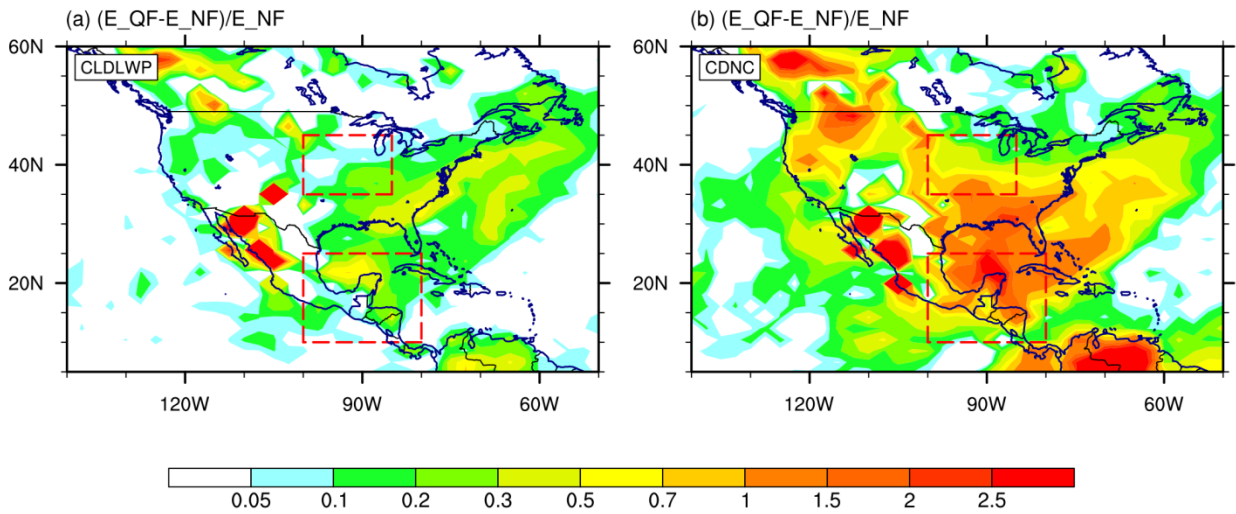 (a) (E_QF-E_NF)/E_NF
(b) (E_QF-E_NF)/E_NF
60N
CLDLWP
40N
20N
120W 90W 60W
60N
CDNC
40N
20N
120W 90W 60W
0.05 0.1 0.2 0.3 0.5 0.7 1 1.5 2 2.5